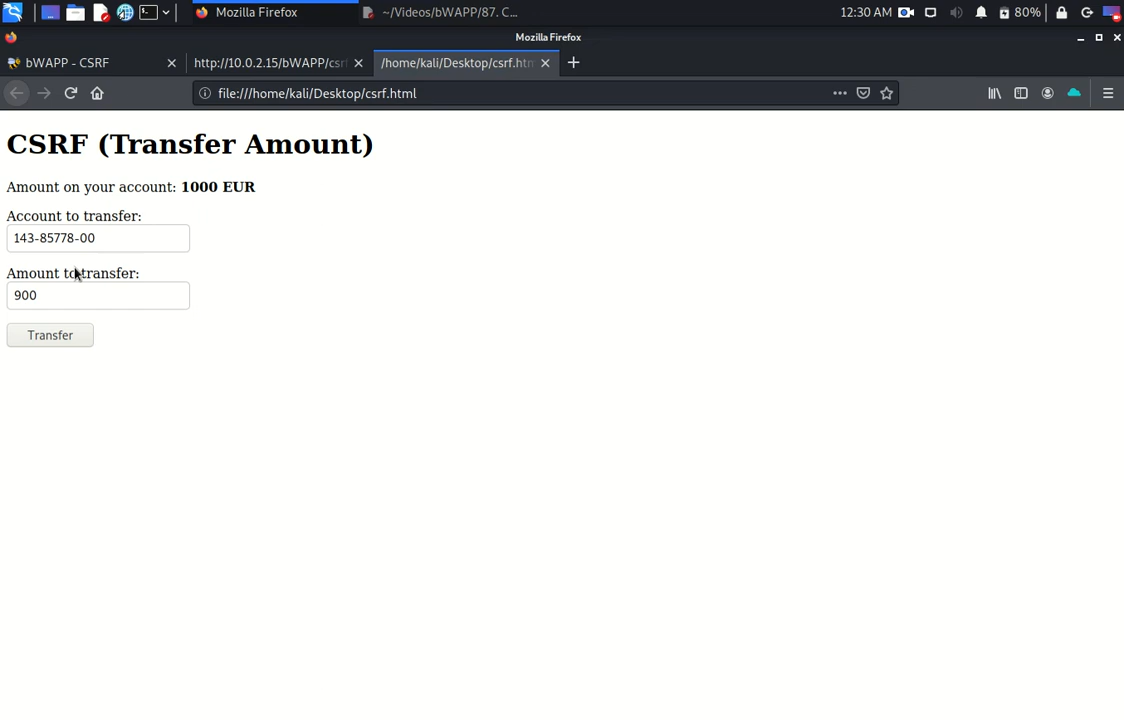 Mozilla Firefox
~/Videos/bWAPP/87. C...
12:30 AM
80%
Mozilla Firefox
bWAPP - CSRF
http://10.0.2.15/bWAPP/csr
/home/kali/Desktop/csrf.htm
file:///home/kali/Desktop/csrf.html
CSRF (Transfer Amount)
Amount on your account: 1000 EUR
Account to transfer:
143-85778-00
Amount to transfer:
900
Transfer